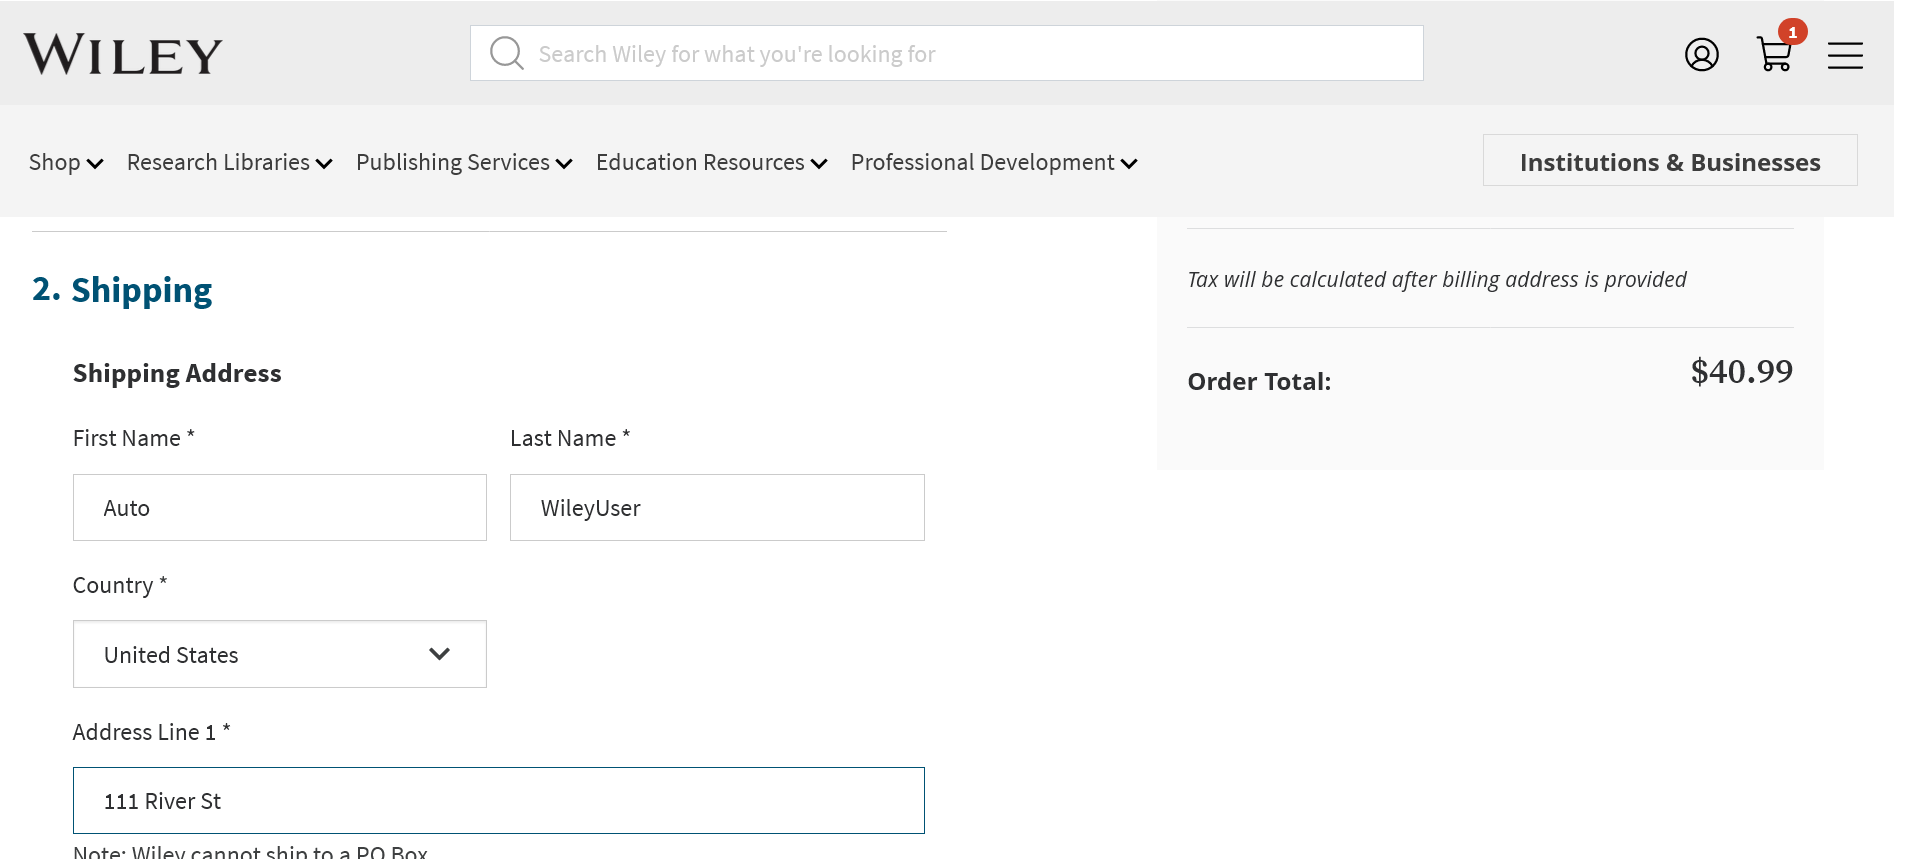 WILEY
Search Wiley for what you're looking for
1
Shop
Research Libraries
Publishing Services
Education Resources
Professional Development
Institutions & Businesses
2. Shipping
Shipping Address
First Name *
Last Name *
Auto
WileyUser
Country *
United States
Address Line 1 *
111 River St
Note: Wiley cannot ship to a PO Box
Tax will be calculated after billing address is provided
Order Total:
$40.99